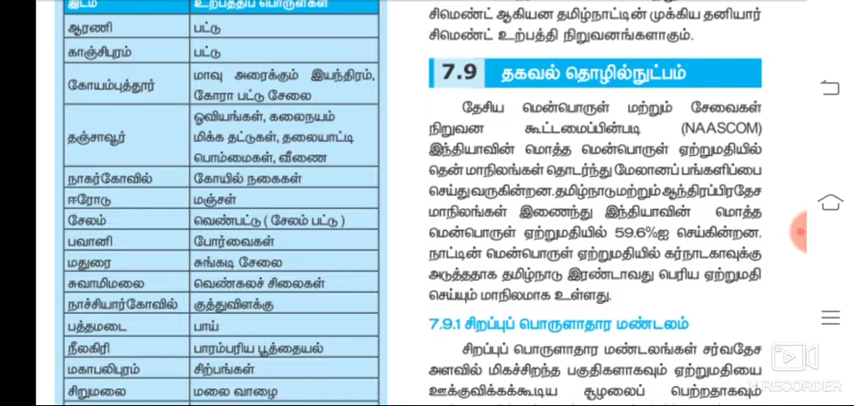 இடம் உற்பத்திப் பொருள்கள்
ஆரணி பட்டு
காஞ்சிபுரம் பட்டு
கோயம்புத்தூர் மாவு அரைக்கும் இயந்திரம்,
கோரா பட்டு சேலை
தஞ்சாவூர் ஓவியங்கள், கலைநயம்
மிக்க தட்டுகள், தலையாட்டி
பொம்மைகள், வீணை
நாகர்கோவில் கோயில் நகைகள்
ஈரோடு மஞ்சள்
சேலம் வெண்பட்டு ( சேலம் பட்டு )
பவானி போர்வைகள்
மதுரை சுங்கடி சேலை
சுவாமிமலை வெண்கலச் சிலைகள்
நாச்சியார்கோவில் குத்துவிளக்கு
பத்தமடை பாய்
நீலகிரி பாரம்பரிய பூத்தையல்
மகாபலிபுரம் சிற்பங்கள்
சிறுமலை மலை வாழை
சிமெண்ட் ஆகியன தமிழ்நாட்டின் முக்கிய தனியார்
சிமெண்ட் உற்பத்தி நிறுவனங்களாகும்.
7.9 தகவல் தொழில்நுட்பம்
தேசிய மென்பொருள் மற்றும் சேவைகள்
நிறுவன கூட்டமைப்பின்படி (NAASCOM)
இந்தியாவின் மொத்த மென்பொருள் ஏற்றுமதியில்
தென் மாநிலங்கள் தொடர்ந்து மேலானப் பங்களிப்பை
செய்து வருகின்றன. தமிழ்நாடு மற்றும் ஆந்திரப்பிரதேச
மாநிலங்கள் இணைந்து இந்தியாவின் மொத்த
மென்பொருள் ஏற்றுமதியில் 59.6%ஐ செய்கின்றன.
நாட்டின் மென்பொருள் ஏற்றுமதியில் கர்நாடகாவுக்கு
அடுத்ததாக தமிழ்நாடு இரண்டாவது பெரிய ஏற்றுமதி
செய்யும் மாநிலமாக உள்ளது.
7.9.1 சிறப்புப் பொருளாதார மண்டலம்
சிறப்புப் பொருளாதார மண்டலங்கள் சர்வதேச
அளவில் மிகச்சிறந்த பகுதிகளாகவும் ஏற்றுமதியை
ஊக்குவிக்கக்கூடிய சூழலைப் பெற்றதாகவும்
V RECORDER